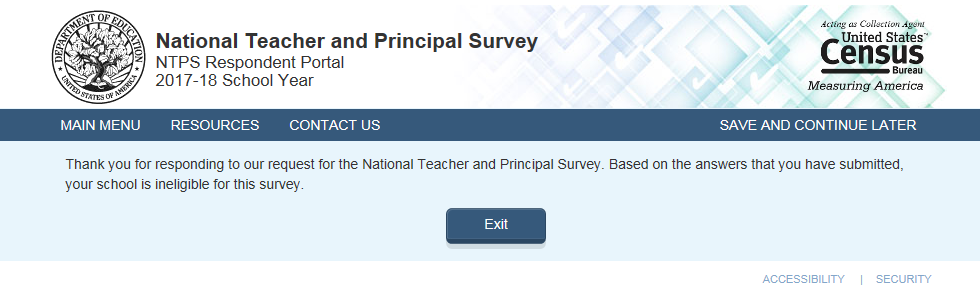 DEPARTMENT OF EDUCATION
UNITED STATES OF AMERICA
National Teacher and Principal Survey
NTPS Respondent Portal
2017-18 School Year
Acting as Collection Agent
United States™
Census
Bureau
Measuring America
MAIN MENU RESOURCES CONTACT US SAVE AND CONTINUE LATER
Thank you for responding to our request for the National Teacher and Principal Survey. Based on the answers that you have submitted,
your school is ineligible for this survey.
Exit
ACCESSIBILITY | SECURITY